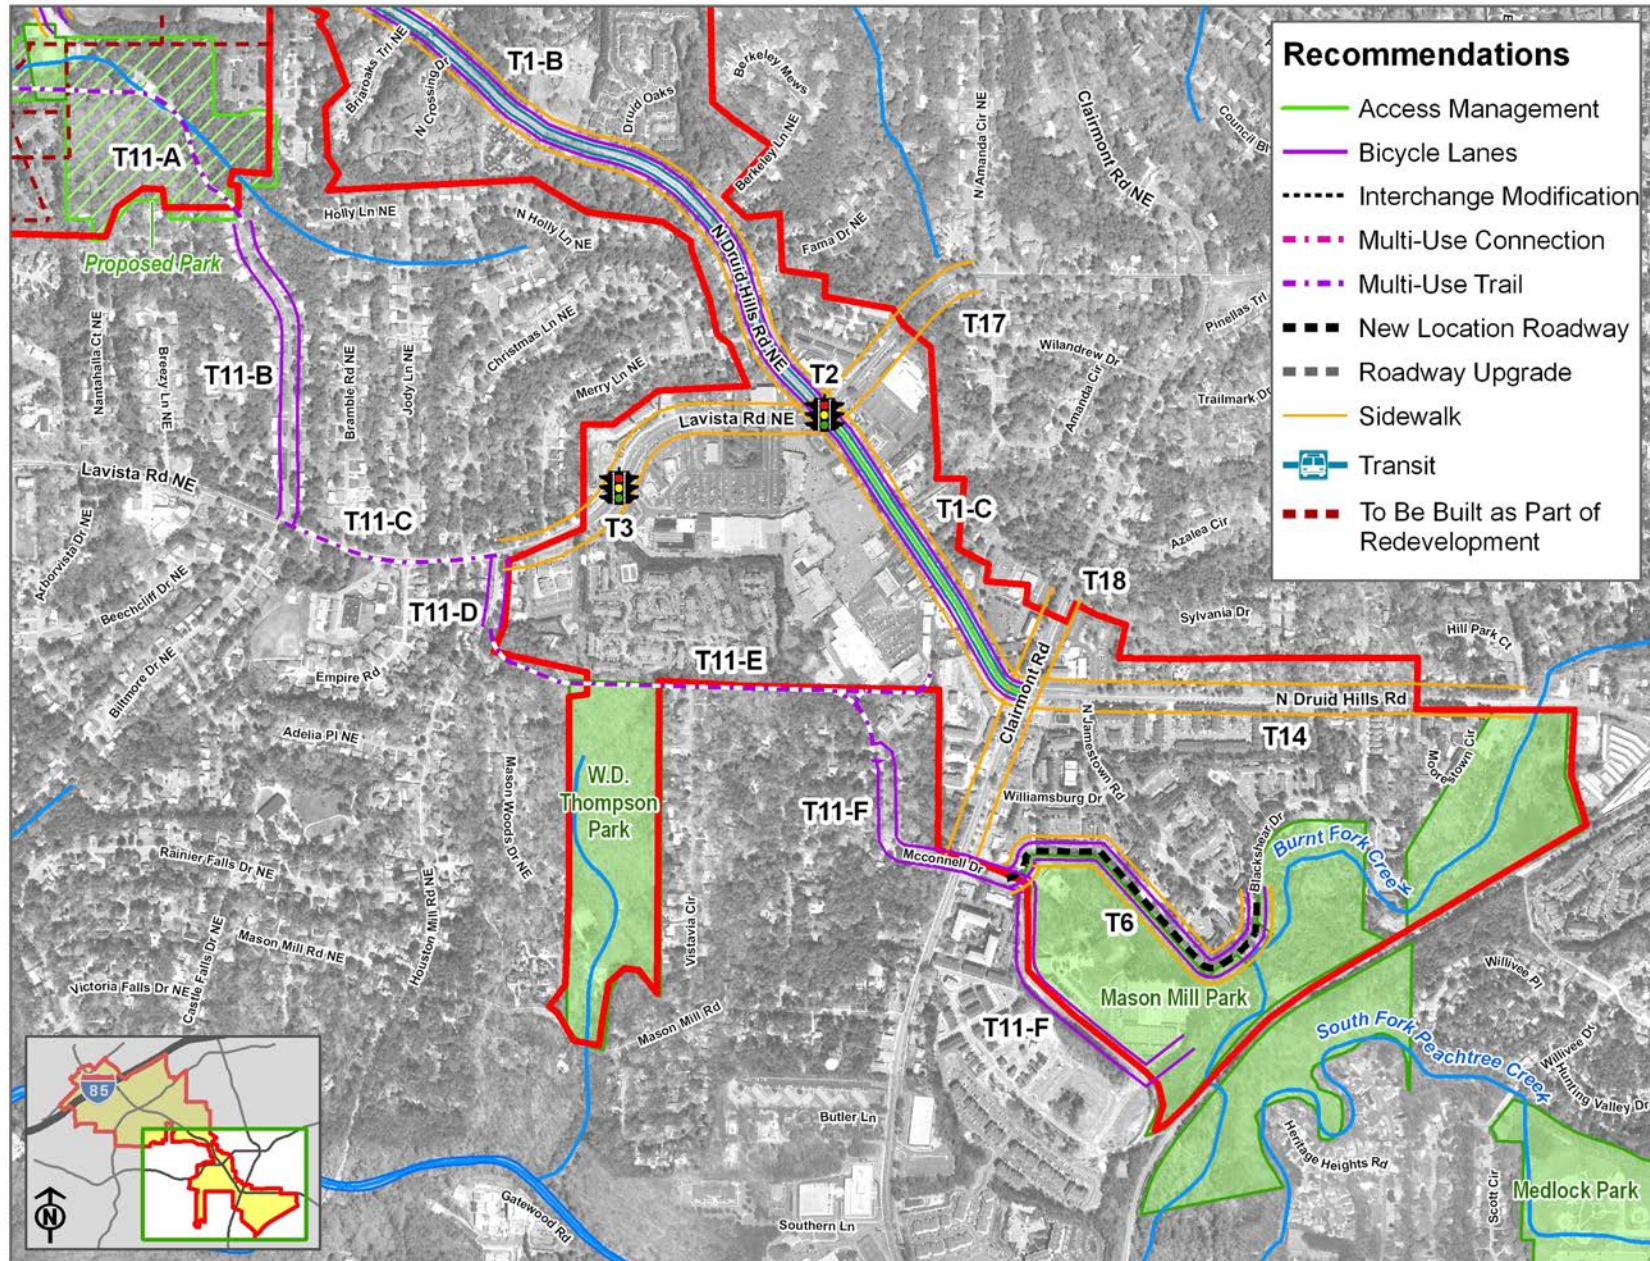 Recommendations
Access Management
Bicycle Lanes
Interchange Modification
Multi-Use Connection
Multi-Use Trail
New Location Roadway
Roadway Upgrade
Sidewalk
Transit
To Be Built as Part of
Redevelopment
T1-B
Briaroaks Trl NE
N Crossing Dr
Druid Oaks
Berkeley Mews
Berkeley Ln NE
N Amanda Cir NE
Clairmont Rd NE
T11-A
Holly Ln NE
N Holly Ln NE
Fama Dr NE
N Druid Hills Rd NE
Proposed Park
T17
Pinellas Trl
Wilandrew Dr
Amanda Cir
Trailmark Dr
Nantahalla Ct NE
Breezy Ln NE
T11-B
Bramble Rd NE
Jody Ln NE
Christmas Ln NE
Merry Ln NE
T2
Lavista Rd NE
Lavista Rd NE
T3
T11-C
T1-C
Azalea Cir
Arborvista Dr NE
Beechcliff Dr NE
T11-D
T18
Sylvania Dr
Hill Park Ct
Biltmore Dr NE
Empire Rd
T11-E
Clairmont Rd
N Druid Hills Rd
T14
N Jamestown Rd
Moorestown Cir
Adelia Pl NE
Mason Woods Dr NE
W.D.
Thompson
Park
T11-F
Williamsburg Dr
Blackshear Dr
Burnt Fork Creek
Mcconnell Dr
Rainier Falls Dr NE
Houston Mill Rd NE
Vistavia Cir
T6
Mason Mill Rd NE
Castle Falls Dr NE
Victoria Falls Dr NE
Mason Mill Rd
Mason Mill Park
T11-F
Willivee Pl
South Fork Peachtree Creek
Willivee Dr
Hunting Valley Dr
Butler Ln
Heritage Heights Rd
Scott Cir
Medlock Park
Gatewood Rd
Southern Ln
85
N